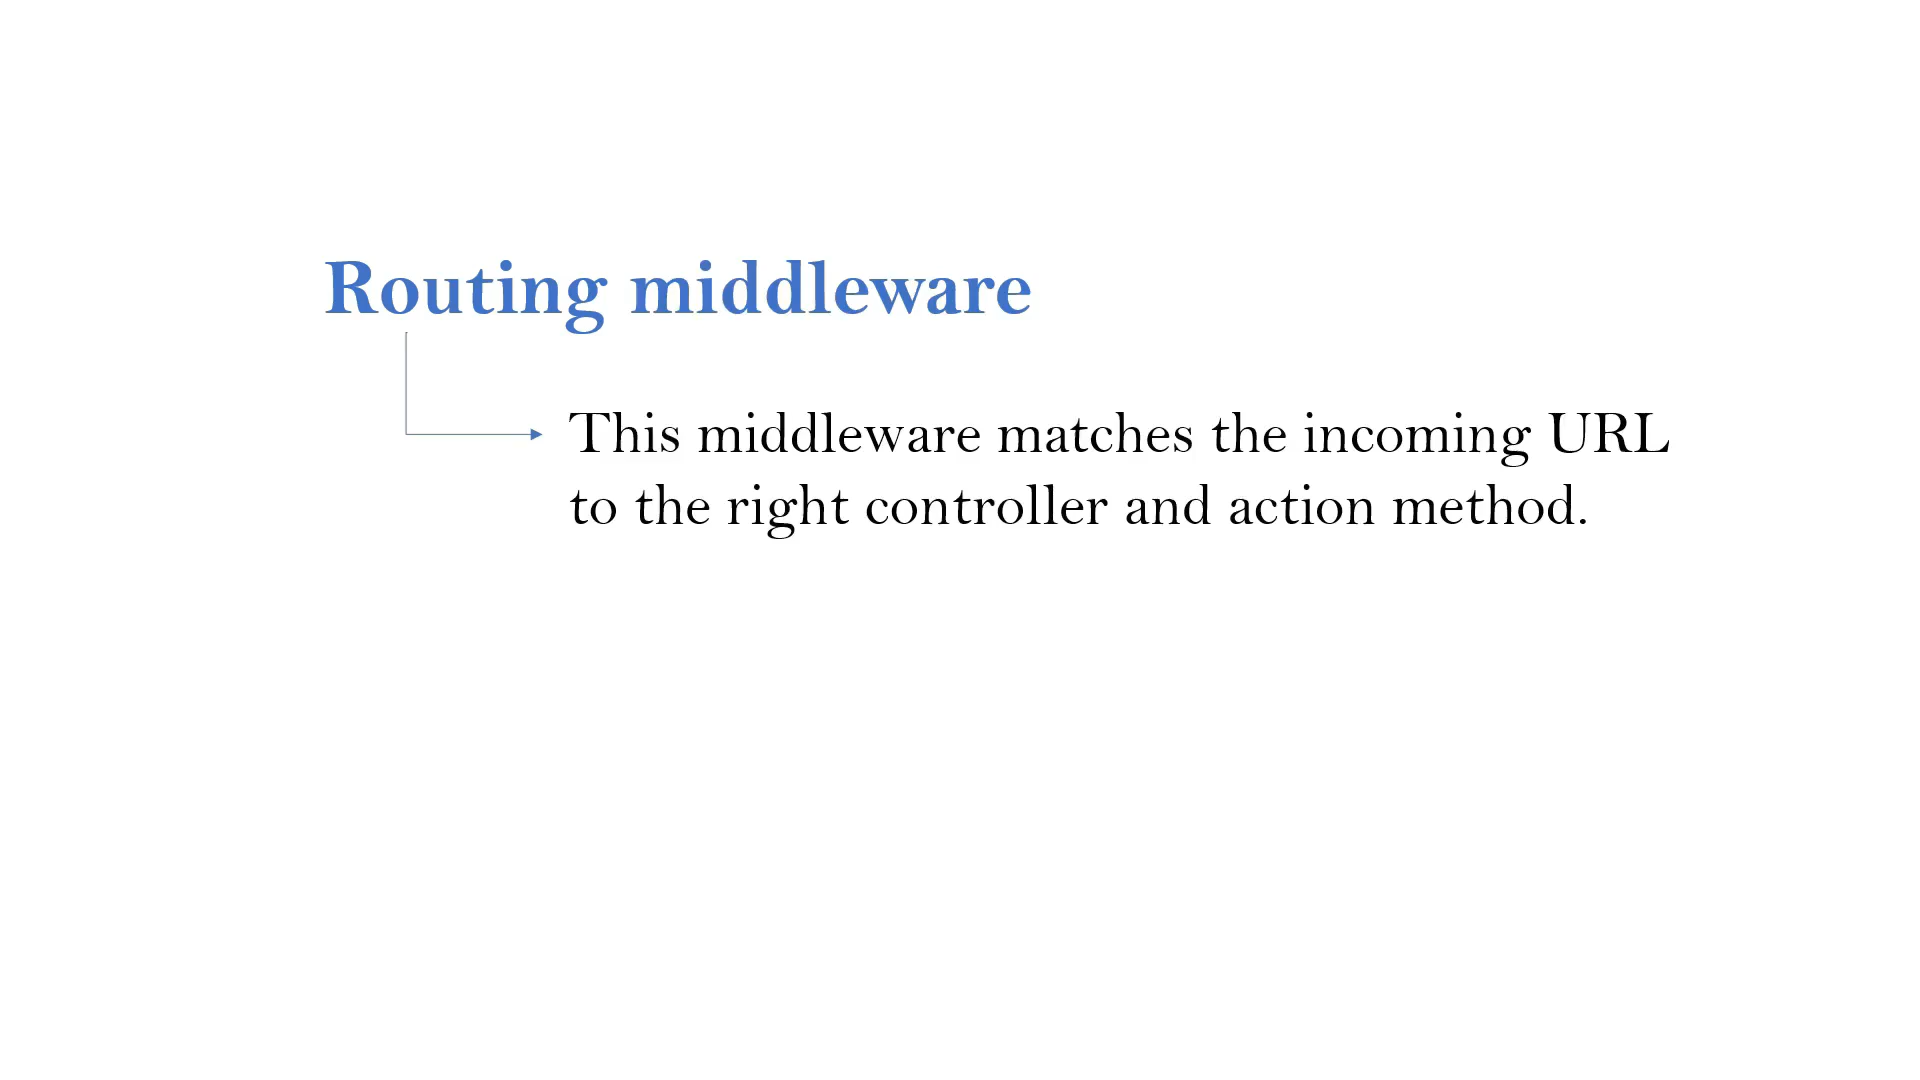 Routing middleware
This middleware matches the incoming URL
to the right controller and action method.